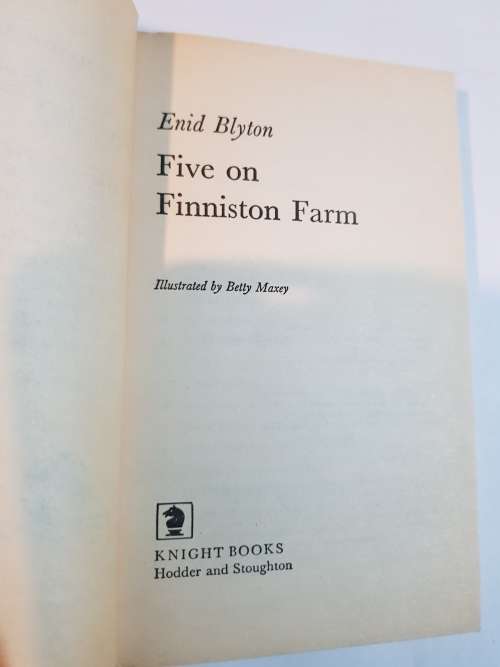 Enid Blyton
Five on
Finniston Farm
Illustrated by Betty Maxey
KNIGHT BOOKS
Hodder and Stoughton